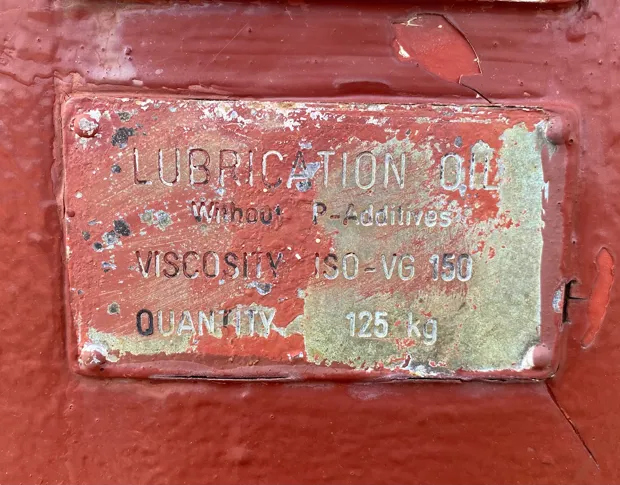 LUBRICATION OIL
Without P-Additives
VISCOSITY ISO-VG 150
QUANTITY 125 kg